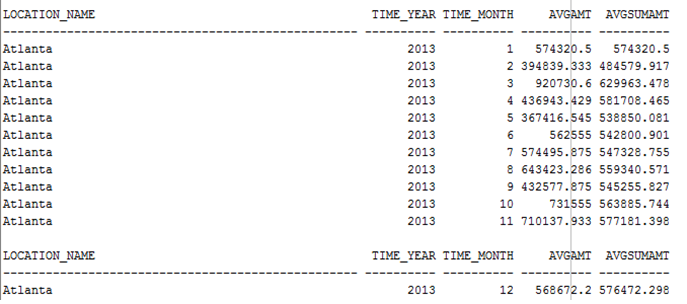 LOCATION_NAME TIME_YEAR TIME_MONTH AVGAMT AVGSUMAMT
-------------------------------------------------- ---------- ---------- ---------- ----------
Atlanta 2013 1 574320.5 574320.5
Atlanta 2013 2 394839.333 484579.917
Atlanta 2013 3 920730.6 629963.478
Atlanta 2013 4 436943.429 581708.465
Atlanta 2013 5 367416.545 538850.081
Atlanta 2013 6 562555 542800.901
Atlanta 2013 7 574495.875 547328.755
Atlanta 2013 8 643423.286 559340.571
Atlanta 2013 9 432577.875 545255.827
Atlanta 2013 10 731555 563885.744
Atlanta 2013 11 710137.933 577181.398
LOCATION_NAME TIME_YEAR TIME_MONTH AVGAMT AVGSUMAMT
-------------------------------------------------- ---------- ---------- ---------- ----------
Atlanta 2013 12 568672.2 576472.298